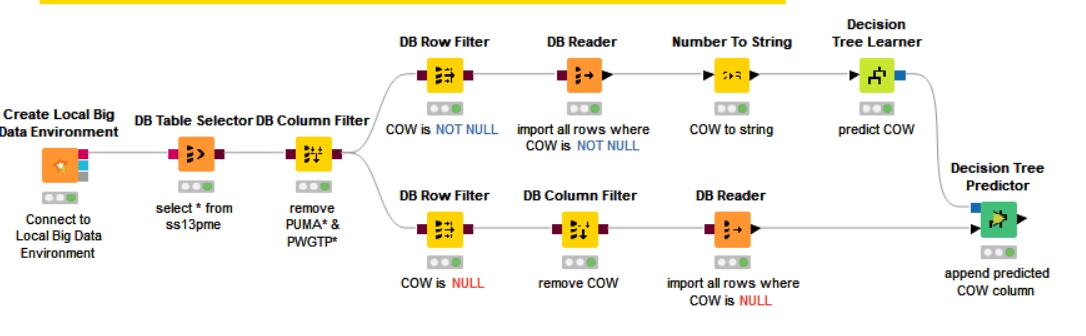 Create Local Big
Data Environment
Connect to
Local Big Data
Environment
DB Table Selector
select * from
ss13pme
DB Column Filter
remove
PUMA* &
PWGTP*
DB Row Filter
COW is NOT NULL
DB Reader
import all rows where
COW is NOT NULL
Number To String
COW to string
Decision
Tree Learner
predict COW
DB Row Filter
COW is NULL
DB Column Filter
remove COW
DB Reader
import all rows where
COW is NULL
Decision Tree
Predictor
append predicted
COW column